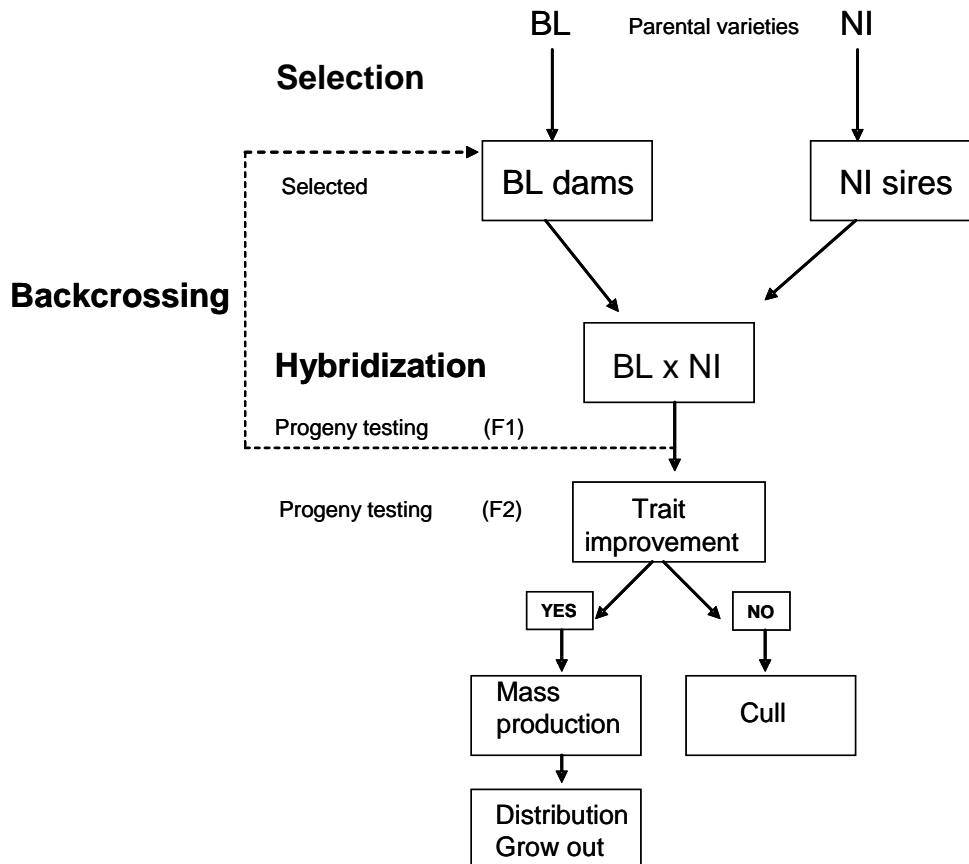 BL Parental varieties NI
Selection
BL dams
NI sires
Selected
Backcrossing
Hybridization
BL x NI
Progeny testing (F1)
Progeny testing (F2)
Trait
improvement
YES
NO
Mass
production
Cull
Distribution
Grow out